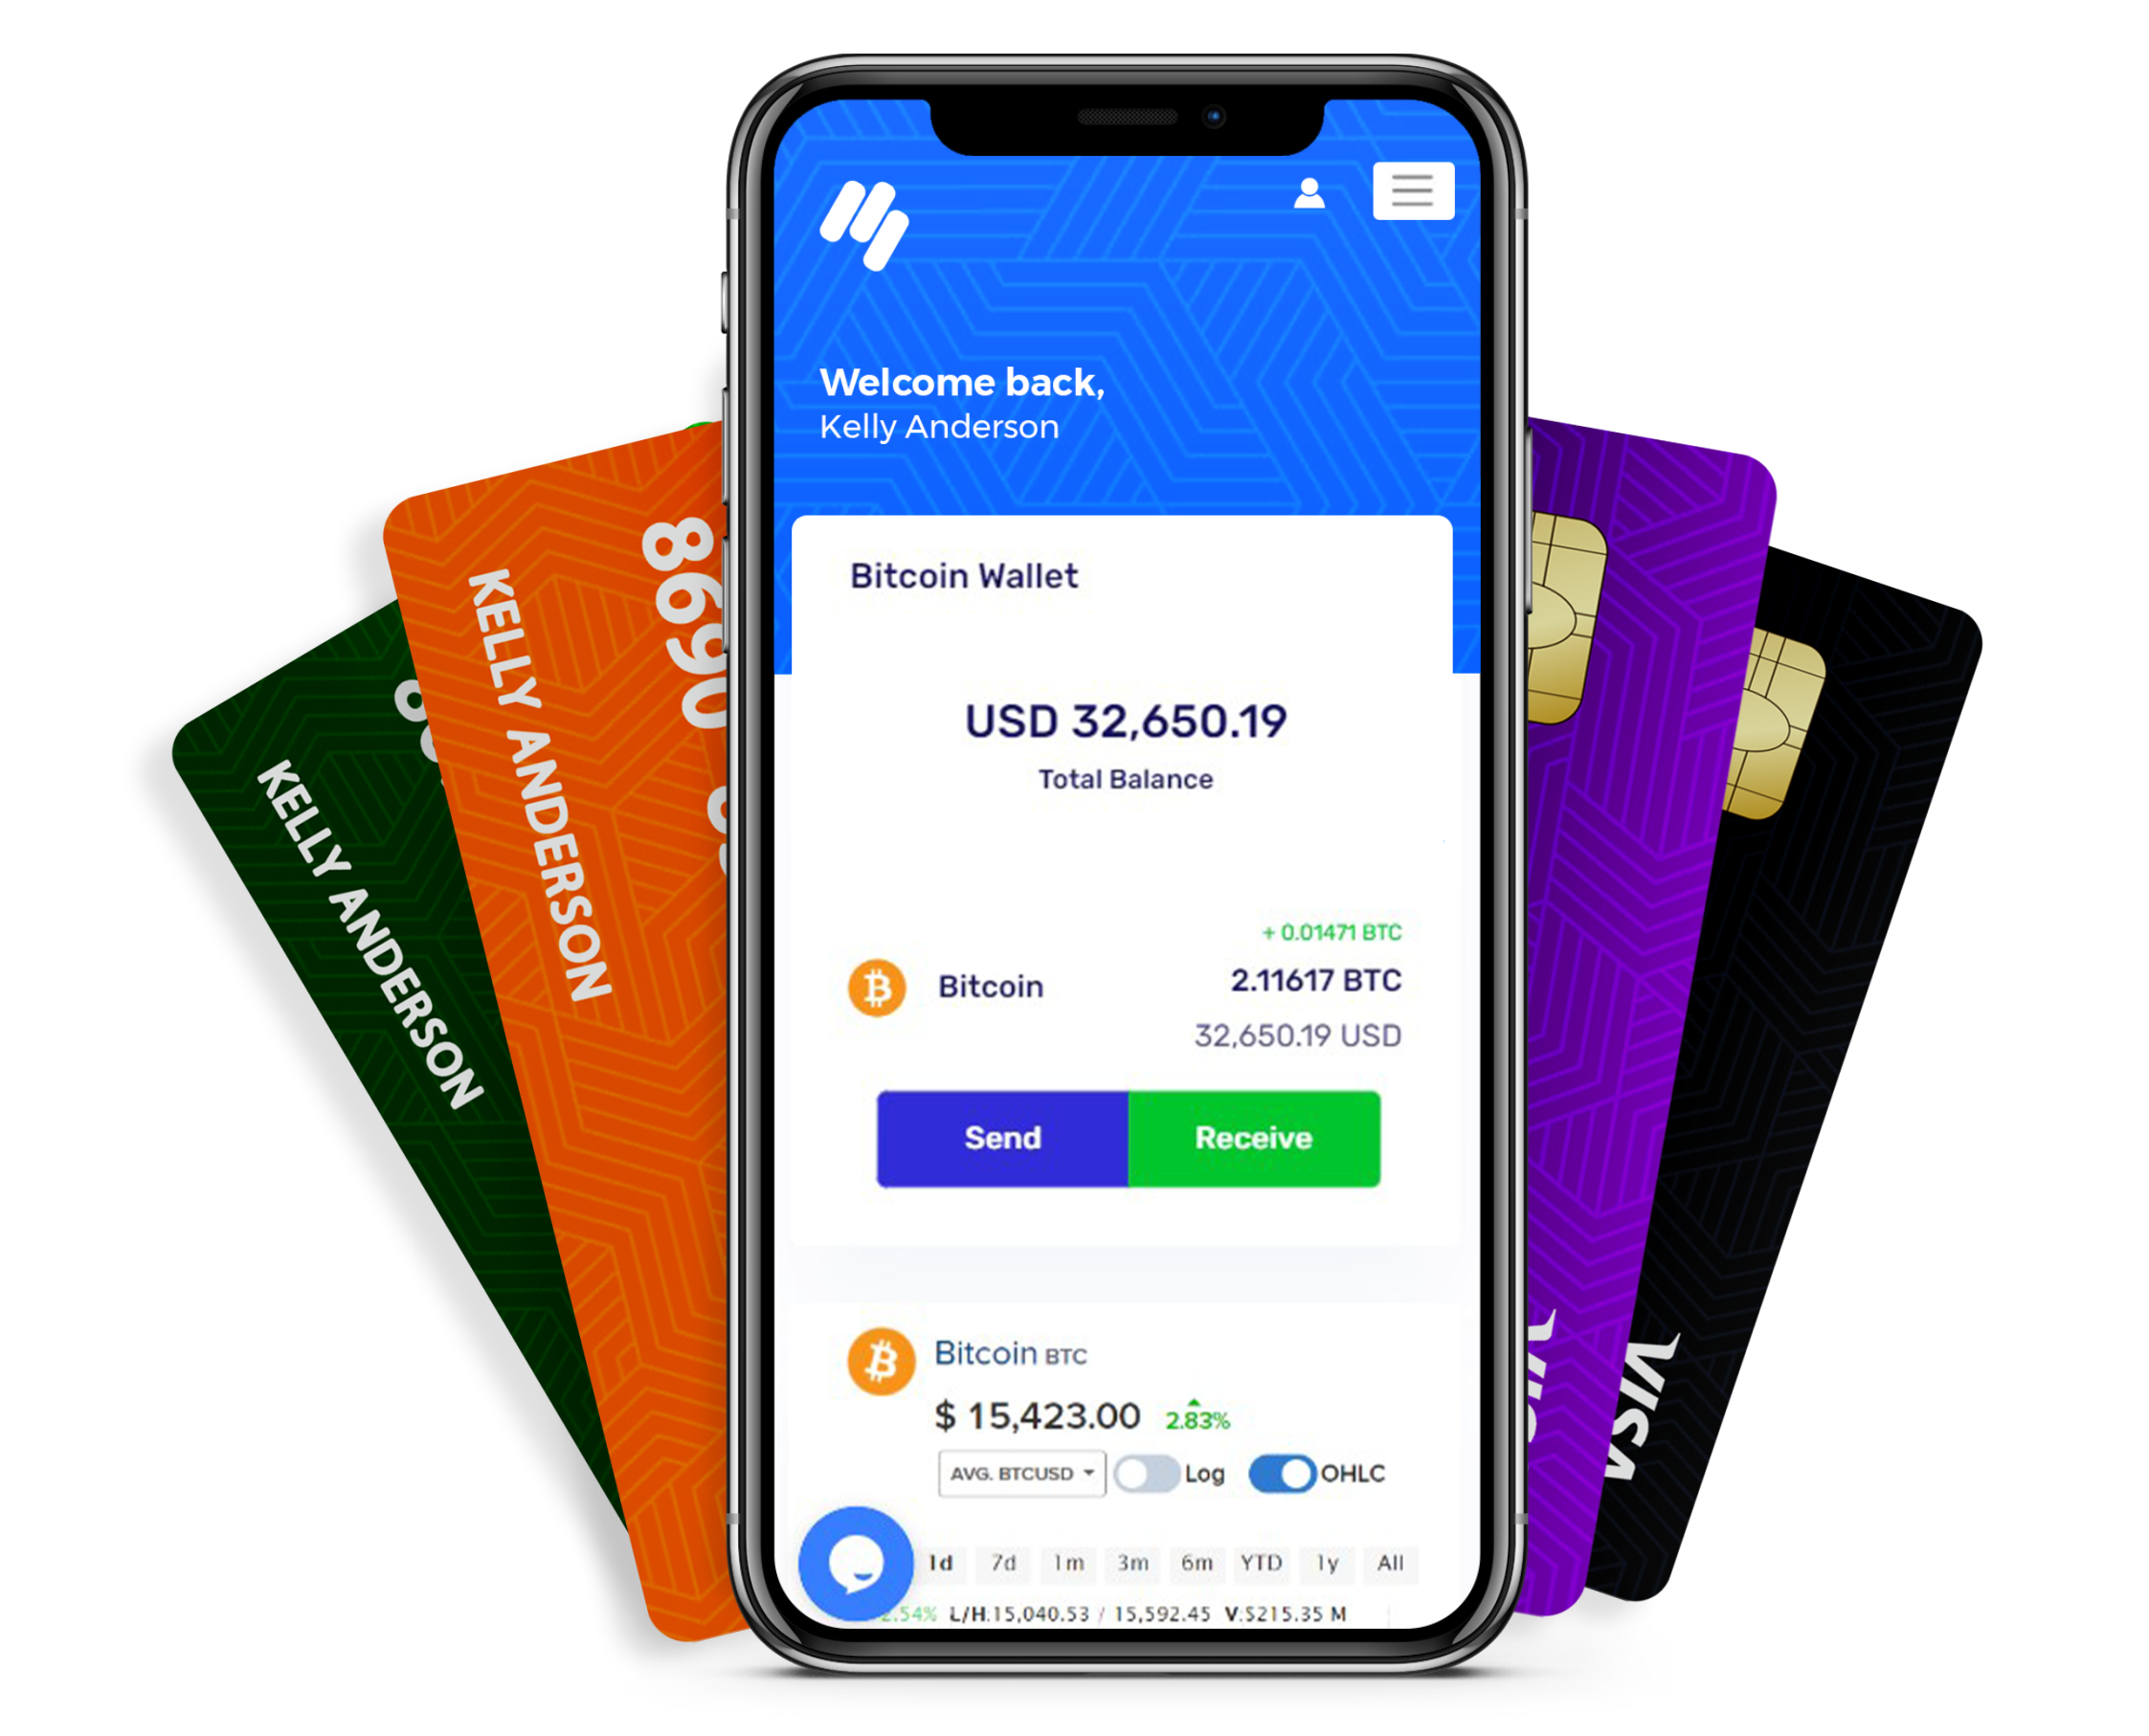 Welcome back,
Kelly Anderson
Bitcoin Wallet
USD 32,650.19
Total Balance
+ 0.01471 BTC
Bitcoin
2.11617 BTC
32,650.19 USD
Send
Receive
Bitcoin BTC
$ 15,423.00
2.83%
AVG. BTCUSD
Log
OHLC
1d
7d
1m
3m
6m
YTD
1y
All
2.54% L/H:15,040.53 / 15,592.45 V:$215.35 M
KELLY ANDERSON
8690
KELLY ANDERSON
VISA